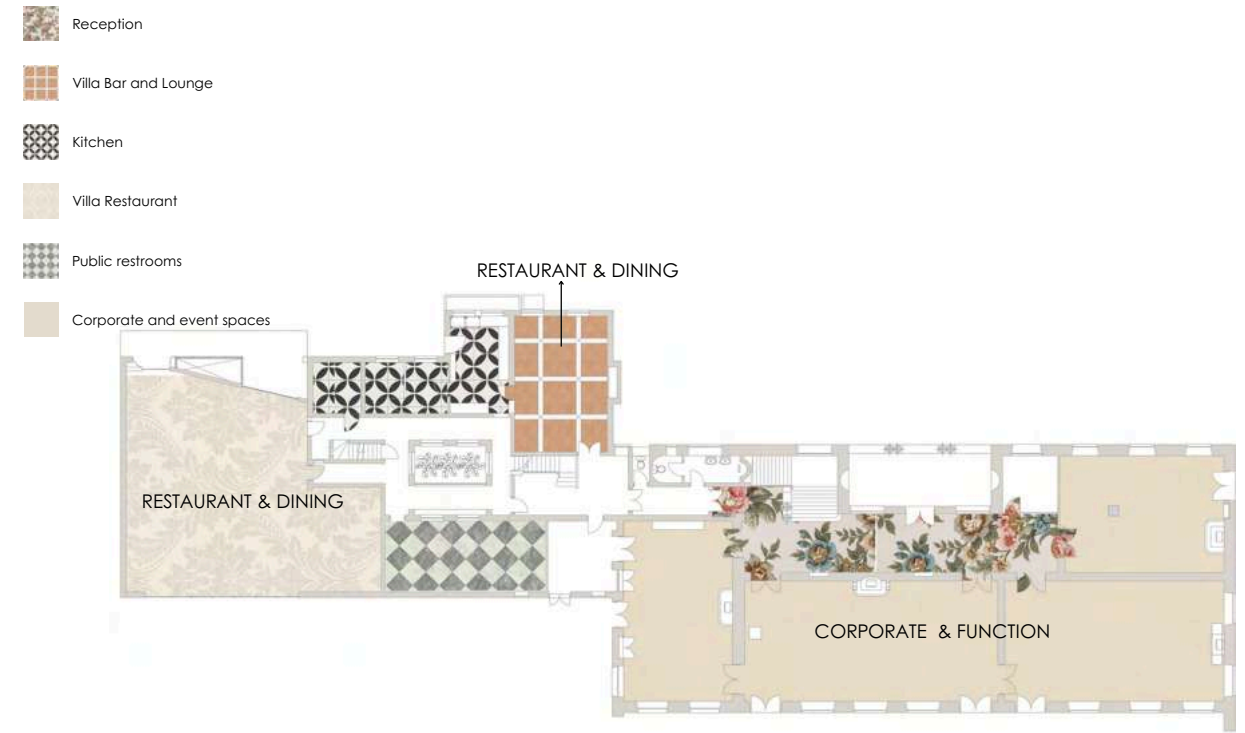 Reception
Villa Bar and Lounge
Kitchen
Villa Restaurant
Public restrooms
Corporate and event spaces
RESTAURANT & DINING
RESTAURANT & DINING
CORPORATE & FUNCTION